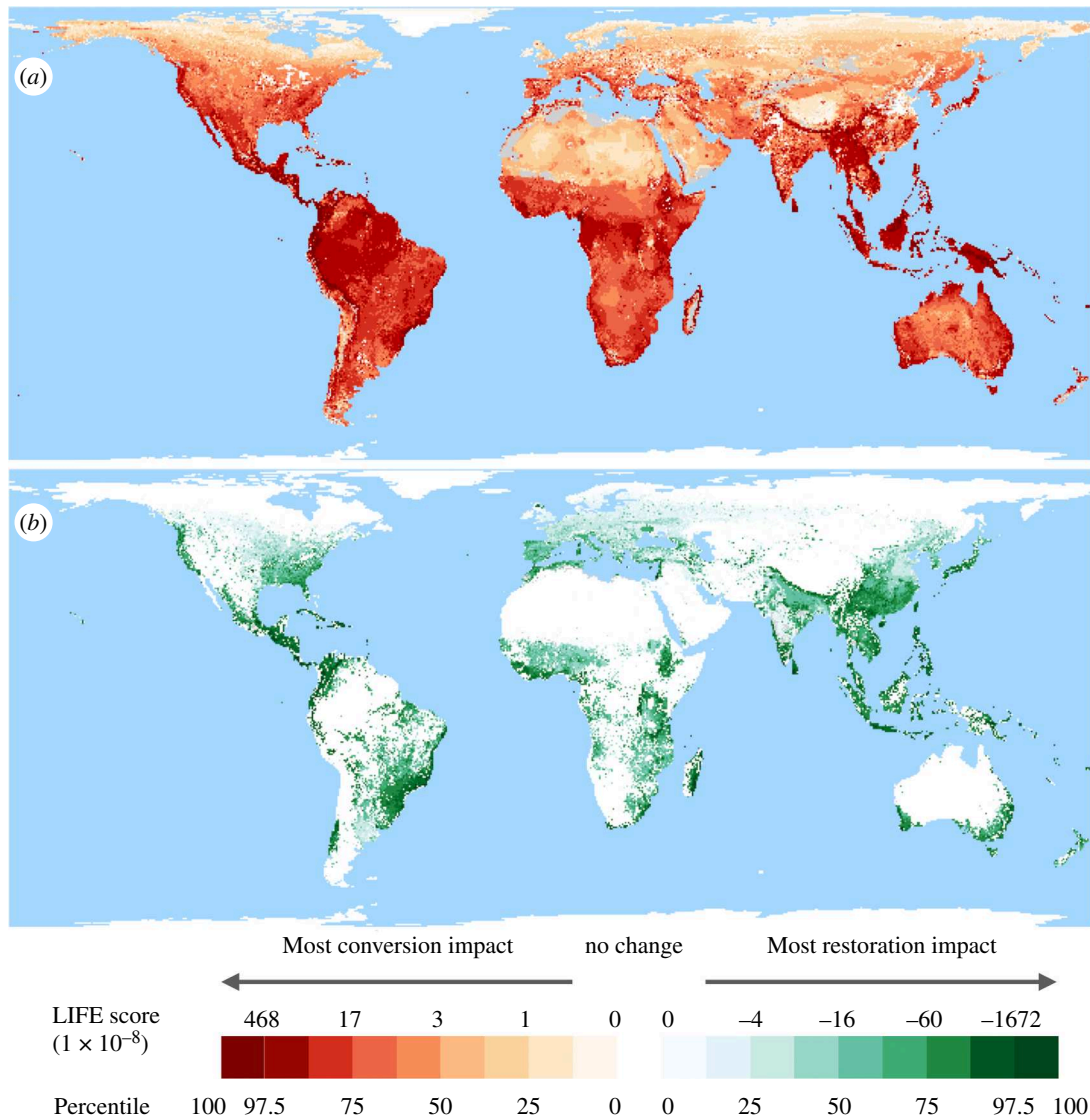 (a)
(b)
Most conversion impact no change Most restoration impact
LIFE score 468 17 3 1 0 0 –4 –16 –60 –1672
(1 × 10⁻⁸)
Percentile 100 97.5 75 50 25 0 0 25 50 75 97.5 100